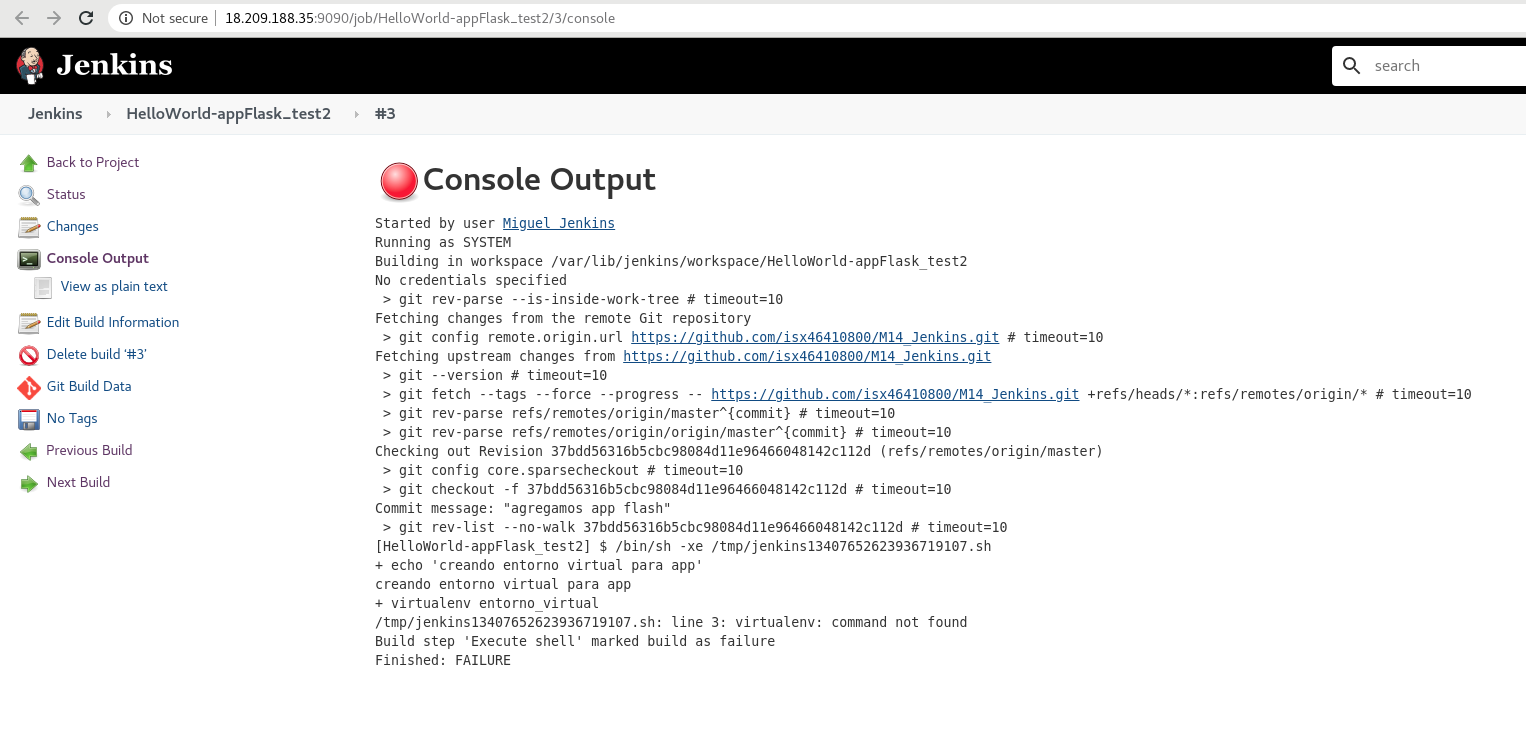 Not secure | 18.209.188.35:9090/job/HelloWorld-appFlask_test2/3/console
Jenkins
search
Jenkins HelloWorld-appFlask_test2 #3
Back to Project
Status
Changes
Console Output
View as plain text
Edit Build Information
Delete build ‘#3’
Git Build Data
No Tags
Previous Build
Next Build
Console Output
Started by user Miguel Jenkins
Running as SYSTEM
Building in workspace /var/lib/jenkins/workspace/HelloWorld-appFlask_test2
No credentials specified
 > git rev-parse --is-inside-work-tree # timeout=10
Fetching changes from the remote Git repository
 > git config remote.origin.url https://github.com/isx46410800/M14_Jenkins.git # timeout=10
Fetching upstream changes from https://github.com/isx46410800/M14_Jenkins.git
 > git --version # timeout=10
 > git fetch --tags --force --progress -- https://github.com/isx46410800/M14_Jenkins.git +refs/heads/*:refs/remotes/origin/* # timeout=10
 > git rev-parse refs/remotes/origin/master^{commit} # timeout=10
 > git rev-parse refs/remotes/origin/origin/master^{commit} # timeout=10
Checking out Revision 37bdd56316b5cbc98084d11e96466048142c112d (refs/remotes/origin/master)
 > git config core.sparsecheckout # timeout=10
 > git checkout -f 37bdd56316b5cbc98084d11e96466048142c112d # timeout=10
Commit message: "agregamos app flash"
 > git rev-list --no-walk 37bdd56316b5cbc98084d11e96466048142c112d # timeout=10
[HelloWorld-appFlask_test2] $ /bin/sh -xe /tmp/jenkins13407652623936719107.sh
+ echo 'creando entorno virtual para app'
creando entorno virtual para app
+ virtualenv entorno_virtual
/tmp/jenkins13407652623936719107.sh: line 3: virtualenv: command not found
Build step 'Execute shell' marked build as failure
Finished: FAILURE